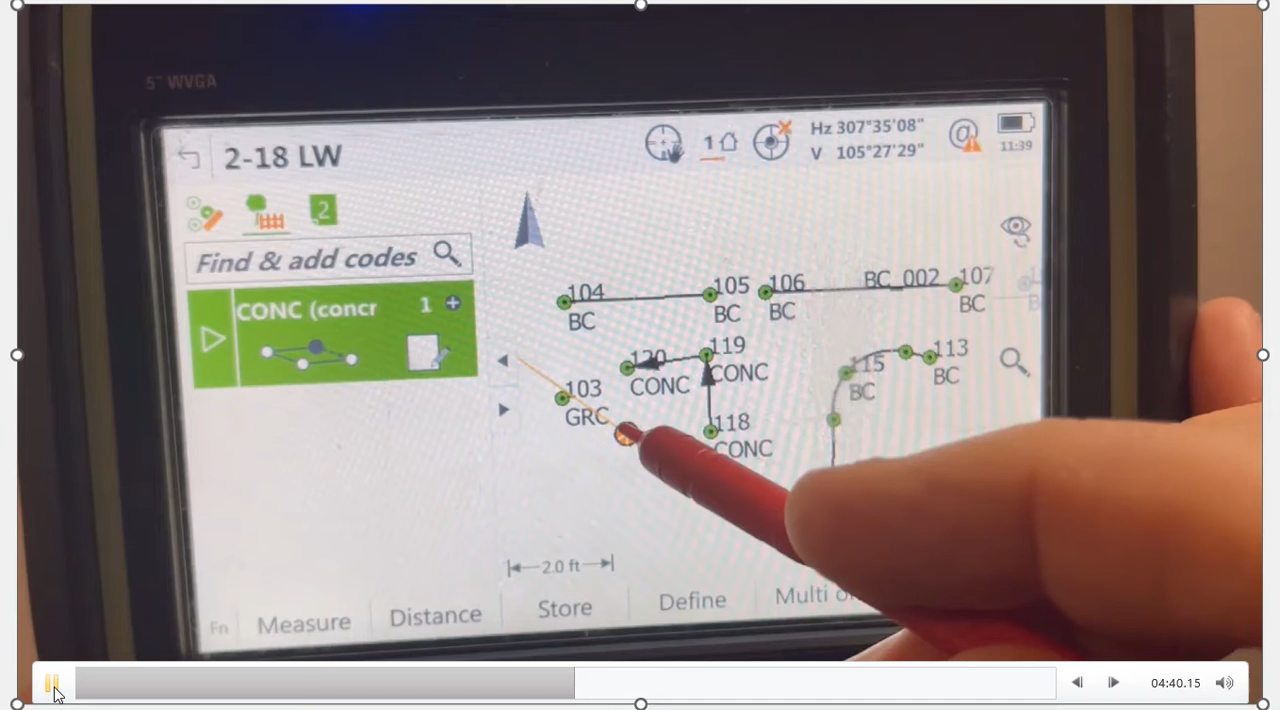 5" WVGA
2-18 LW
1
Hz 307°35'08"
V 105°27'29"
@
11:39
2
Find & add codes
CONC (concr 1 +
104
BC
105
BC
106
BC
BC_002
107
BC
120
CONC
119
CONC
103
GRC
118
CONC
115
BC
113
BC
2.0 ft
Fn
Measure
Distance
Store
Define
Multi
04:40.15